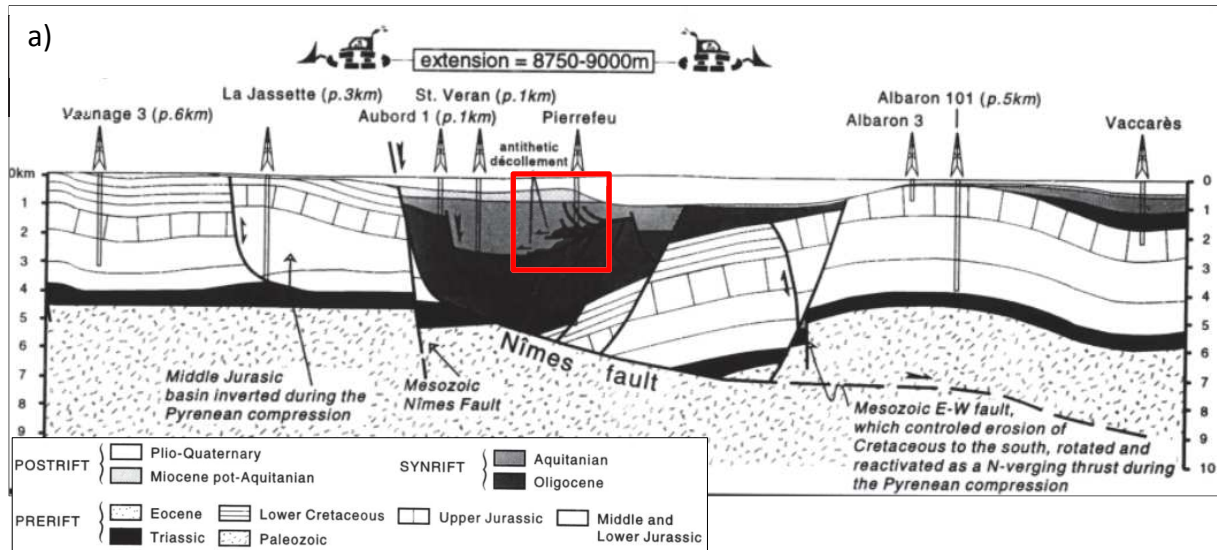 a)
extension = 8750-9000m
La Jassette (p.3km)
St. Veran (p.1km)
Albaron 101 (p.5km)
Vaunage 3 (p.6km)
Aubord 1 (p.1km)
Pierrefeu
Albaron 3
Vaccarès
antithetic
décollement
0km
1
2
3
4
5
6
7
8
9
0
1
2
3
4
5
6
7
8
9
10
Nîmes fault
Middle Jurasic
basin inverted during the
Pyrenean compression
Mesozoic
Nîmes Fault
Mesozoic E-W fault,
which controled erosion of
Cretaceous to the south, rotated and
reactivated as a N-verging thrust during
the Pyrenean compression
POSTRIFT
Plio-Quaternary
Miocene pot-Aquitanian
SYNRIFT
Aquitanian
Oligocene
PRERIFT
Eocene
Lower Cretaceous
Upper Jurassic
Middle and
Lower Jurassic
Triassic
Paleozoic